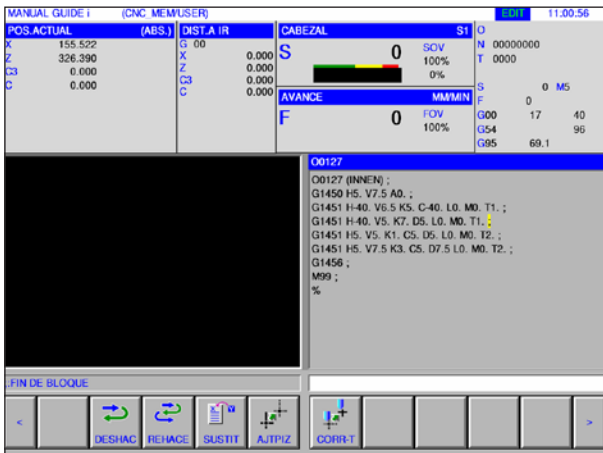 MANUAL GUIDE i (CNC_MEM/USER) EDIT 11:00:56
POS.ACTUAL (ABS.)
X 155.522
Z 326.390
C3 0.000
C 0.000
DIST.A IR
G 00
X 0.000
Z 0.000
C3 0.000
C 0.000
CABEZAL S1
S 0 SOV
100%
0%
AVANCE MM/MIN
F 0 FOV
100%
O
N 00000000
T 0000
S 0 M5
F 0
G00 17 40
G54 96
G95 69.1
O0127
O0127 (INNEN) ;
G1450 H5. V7.5 A0. ;
G1451 H-40. V6.5 K5. C-40. L0. M0. T1. ;
G1451 H-40. V5. K7. D5. L0. M0. T1. ;
G1451 H5. V5. K1. C5. D5. L0. M0. T2. ;
G1451 H5. V7.5 K3. C5. D7.5 L0. M0. T2. ;
G1456 ;
M99 ;
%
;:FIN DE BLOQUE
< DESHAC REHACE SUSTIT AJTPIZ CORR-T >